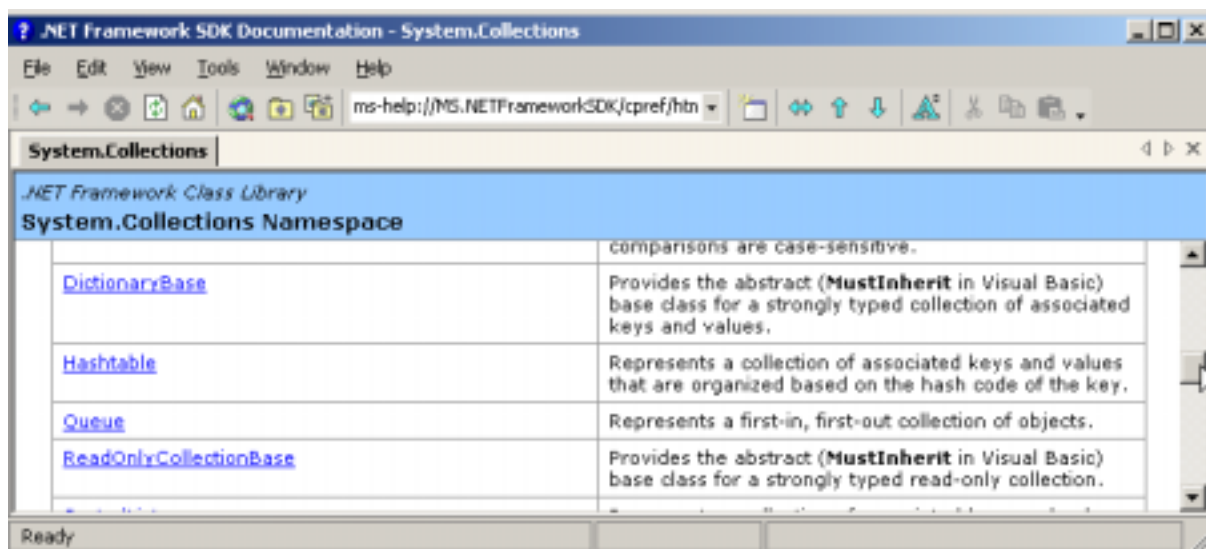 .NET Framework SDK Documentation - System.Collections
File Edit View Tools Window Help
ms-help://MS.NETFrameworkSDK/cpref/htn
System.Collections
.NET Framework Class Library
System.Collections Namespace
comparisons are case-sensitive.
DictionaryBase
Provides the abstract (MustInherit in Visual Basic)
base class for a strongly typed collection of associated
keys and values.
Hashtable
Represents a collection of associated keys and values
that are organized based on the hash code of the key.
Queue
Represents a first-in, first-out collection of objects.
ReadOnlyCollectionBase
Provides the abstract (MustInherit in Visual Basic)
base class for a strongly typed read-only collection.
Ready